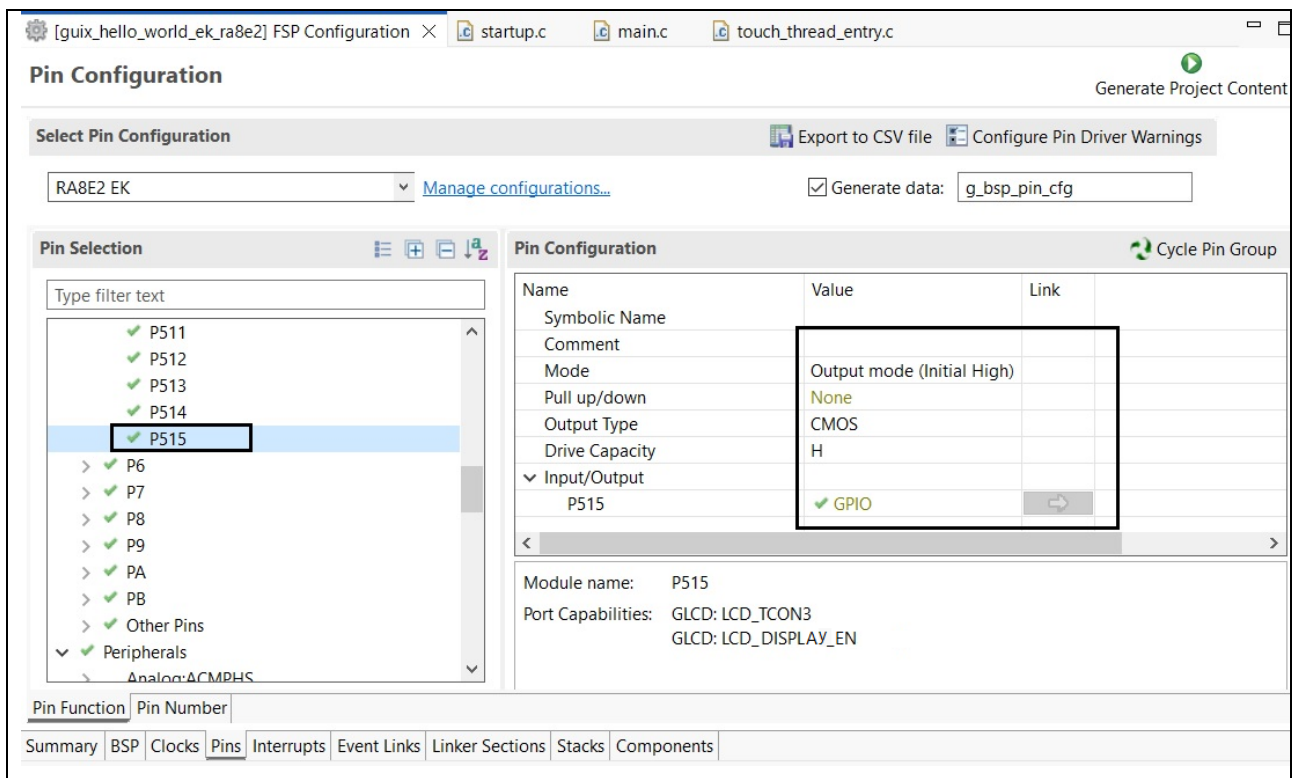 [guix_hello_world_ek_ra8e2] FSP Configuration startup.c main.c touch_thread_entry.c
Pin Configuration
Generate Project Content
Select Pin Configuration Export to CSV file Configure Pin Driver Warnings
RA8E2 EK Manage configurations... Generate data: g_bsp_pin_cfg
Pin Selection
Type filter text
P511
P512
P513
P514
P515
P6
P7
P8
P9
PA
PB
Other Pins
Peripherals
Analog:ACMPHS
Pin Configuration Cycle Pin Group
Name Value Link
Symbolic Name
Comment
Mode Output mode (Initial High)
Pull up/down None
Output Type CMOS
Drive Capacity H
Input/Output
P515 GPIO
Module name: P515
Port Capabilities: GLCD: LCD_TCON3
GLCD: LCD_DISPLAY_EN
Pin Function Pin Number
Summary BSP Clocks Pins Interrupts Event Links Linker Sections Stacks Components